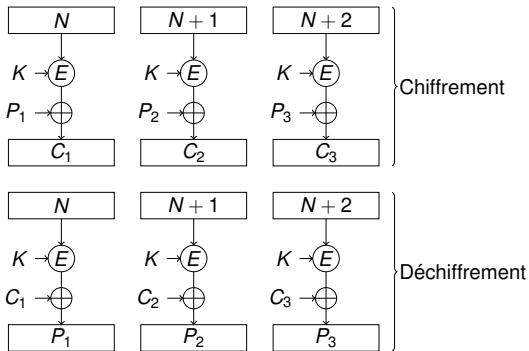 N N + 1 N + 2
K E K E K E
Chiffrement
P1 P2 P3
C1 C2 C3
N N + 1 N + 2
K E K E K E
Déchiffrement
C1 C2 C3
P1 P2 P3